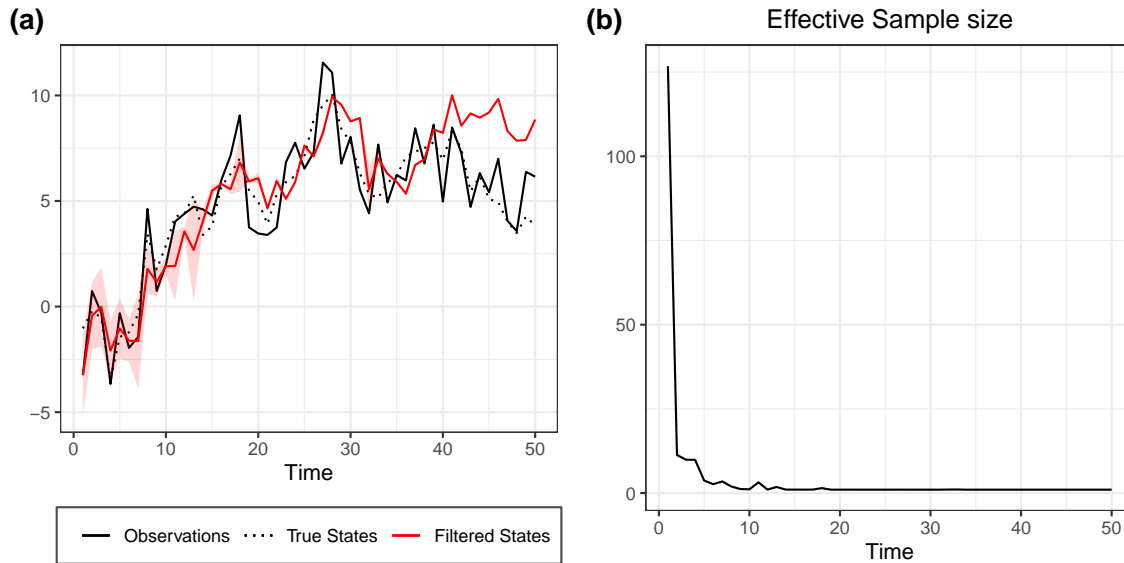 (a)
10
5
0
−5
0 10 20 30 40 50
Time
Observations True States Filtered States
(b) Effective Sample size
100
50
0
0 10 20 30 40 50
Time